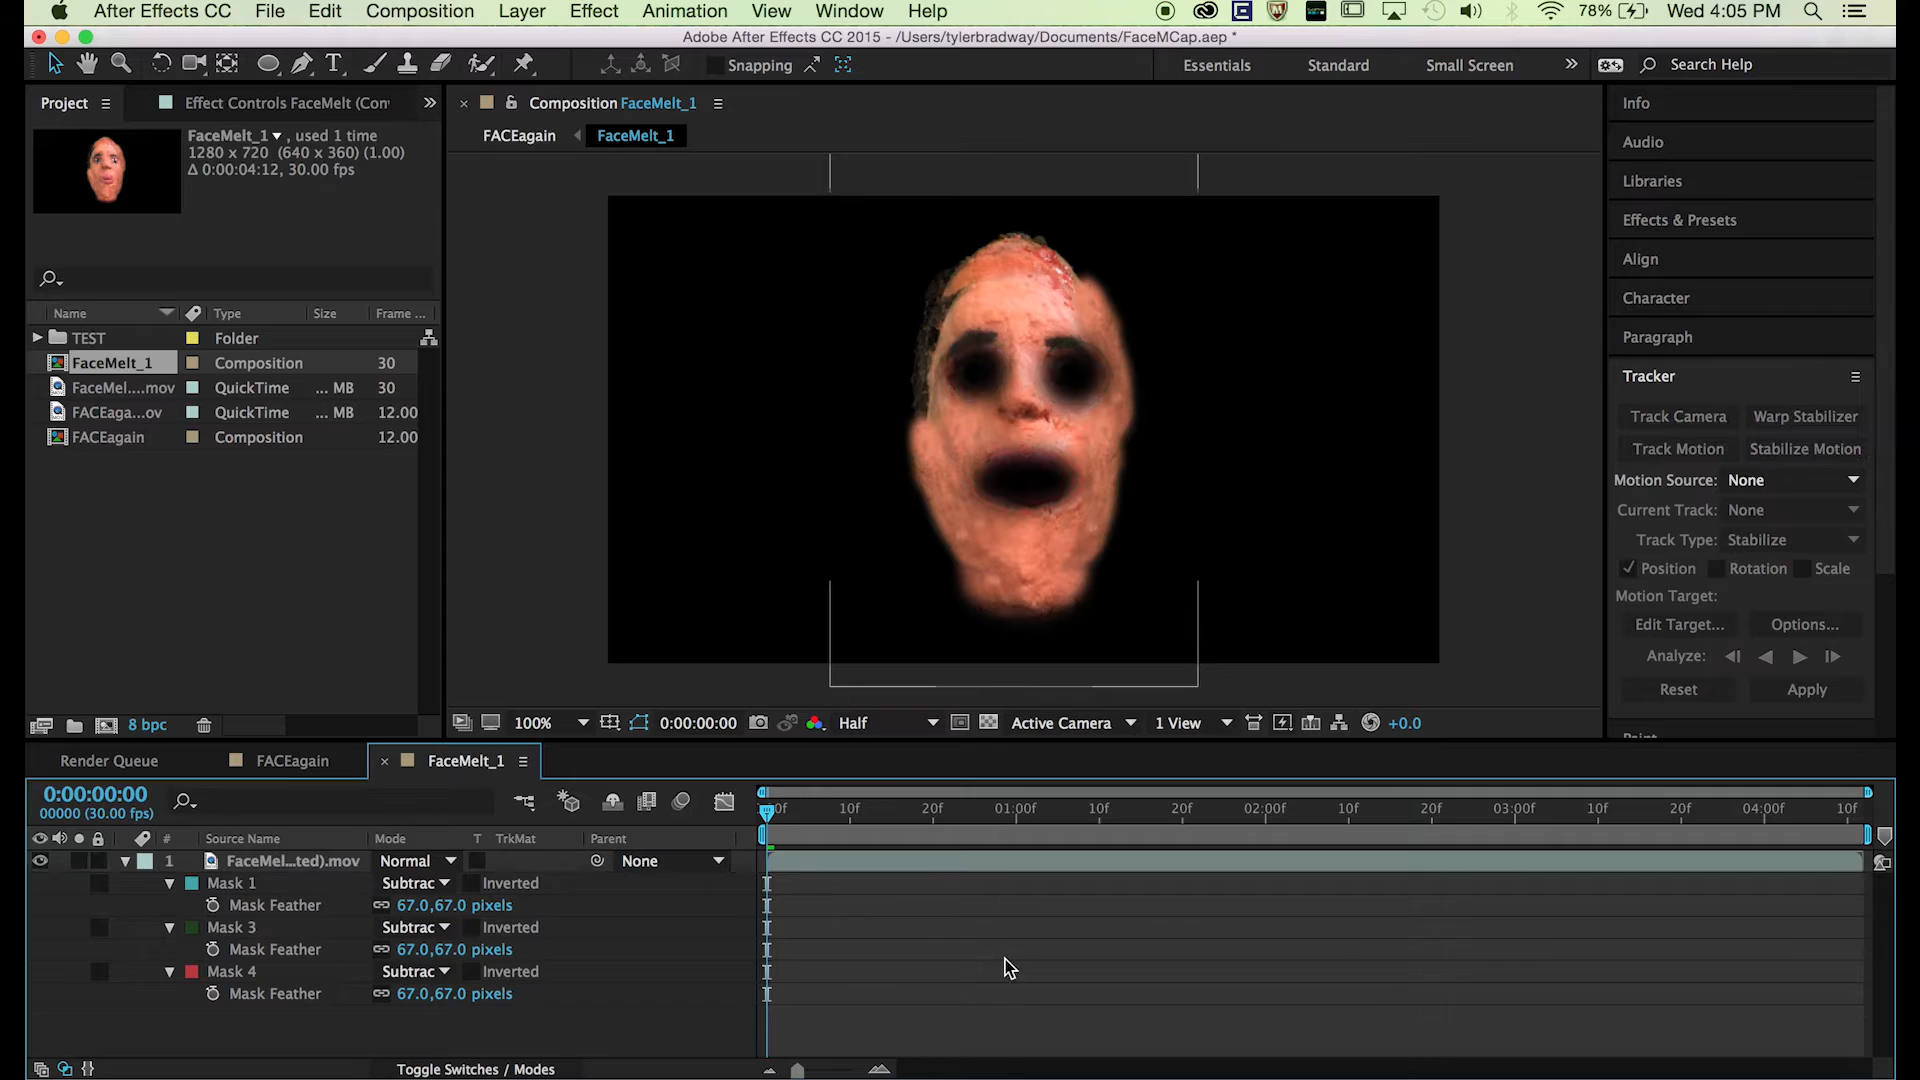 After Effects CC File Edit Composition Layer Effect Animation View Window Help 78% Wed 4:05 PM
Adobe After Effects CC 2015 - /Users/tylerbradway/Documents/FaceMCap.aep *
Snapping Essentials Standard Small Screen Search Help
Project Effect Controls FaceMelt (Con
FaceMelt_1 , used 1 time
1280 x 720 (640 x 360) (1.00)
Δ 0:00:04:12, 30.00 fps
Name Type Size Frame ...
TEST Folder
FaceMelt_1 Composition 30
FaceMel....mov QuickTime ... MB 30
FACEaga...ov QuickTime ... MB 12.00
FACEagain Composition 12.00
8 bpc
Composition FaceMelt_1
FACEagain FaceMelt_1
100% 0:00:00:00 Half Active Camera 1 View +0.0
Info
Audio
Libraries
Effects & Presets
Align
Character
Paragraph
Tracker
Track Camera Warp Stabilizer
Track Motion Stabilize Motion
Motion Source: None
Current Track: None
Track Type: Stabilize
Position Rotation Scale
Motion Target:
Edit Target... Options...
Analyze:
Reset Apply
Render Queue FACEagain FaceMelt_1
0:00:00:00
00000 (30.00 fps)
00f 10f 20f 01:00f 10f 20f 02:00f 10f 20f 03:00f 10f 20f 04:00f 10f
# Source Name Mode T TrkMat Parent
1 FaceMel...ted).mov Normal None
Mask 1 Subtrac Inverted
Mask Feather 67.0,67.0 pixels
Mask 3 Subtrac Inverted
Mask Feather 67.0,67.0 pixels
Mask 4 Subtrac Inverted
Mask Feather 67.0,67.0 pixels
Toggle Switches / Modes